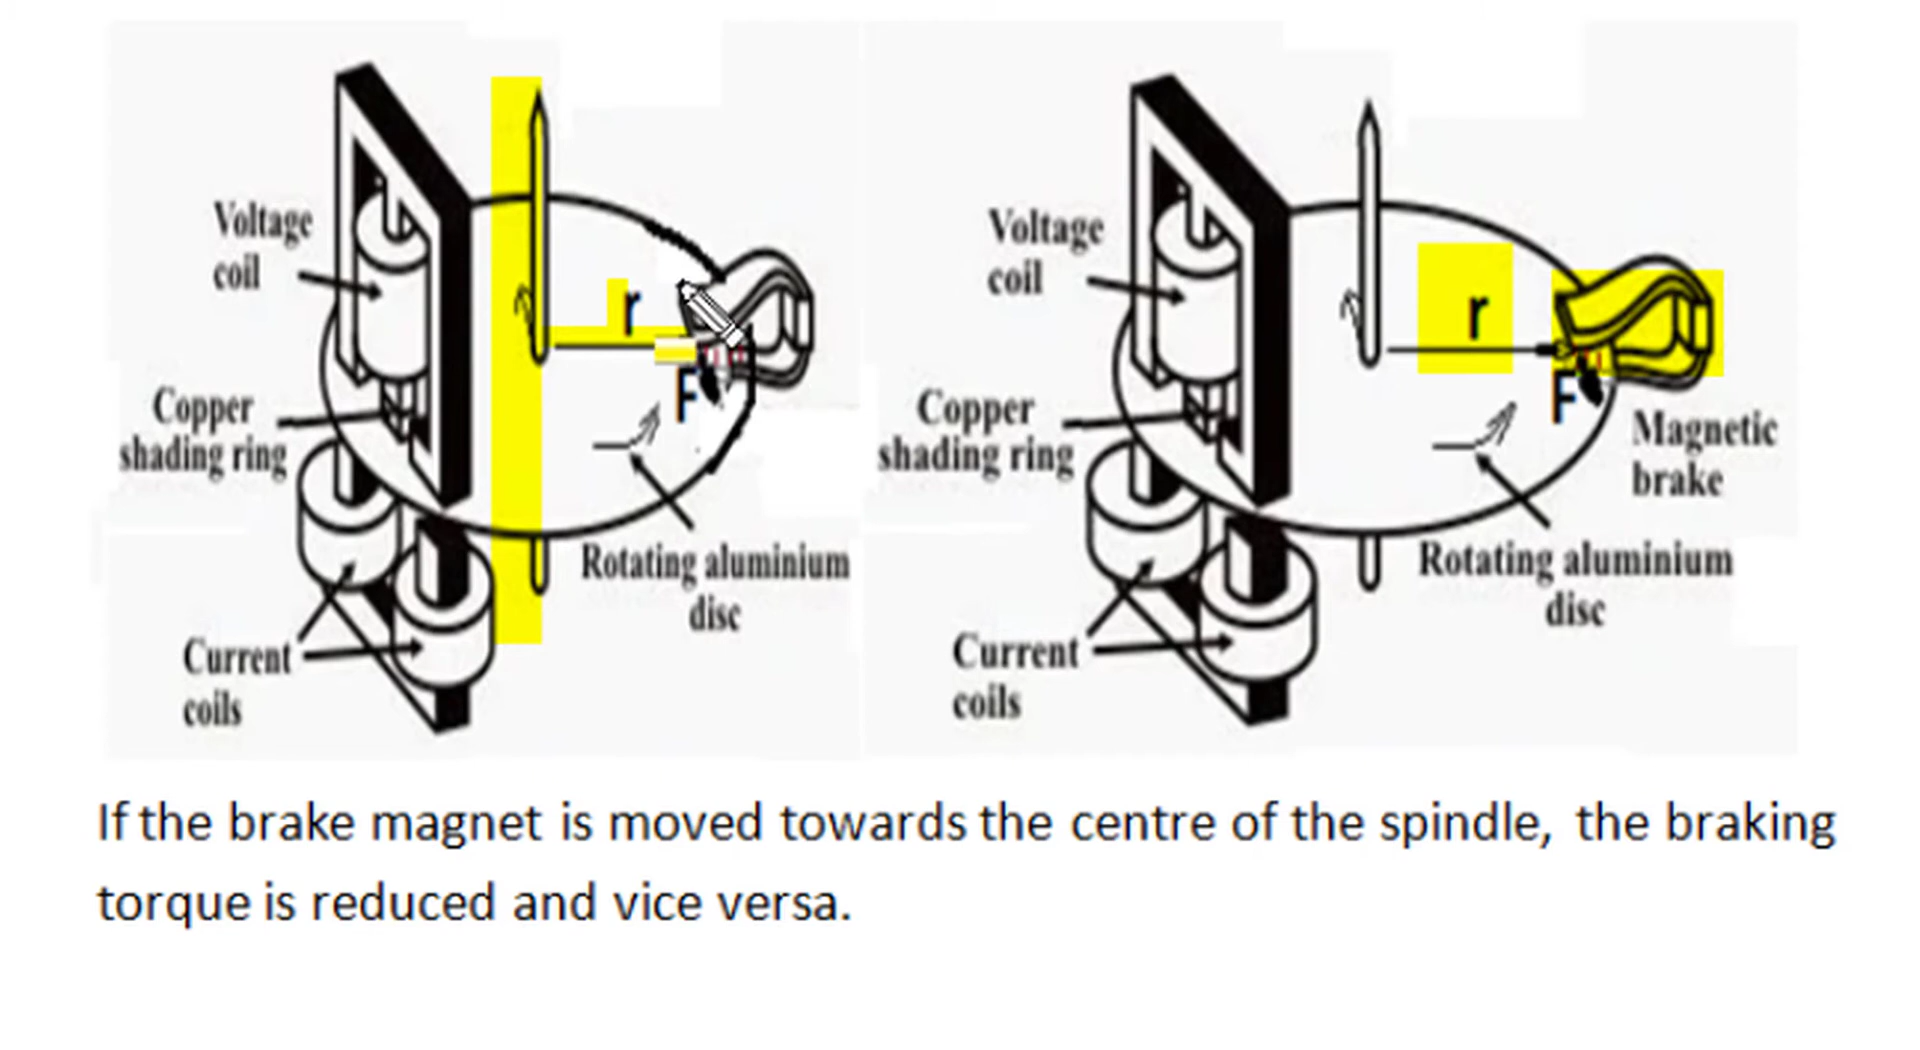 Voltage
coil
r
F
Copper
shading ring
Rotating aluminium
disc
Current
coils
Voltage
coil
r
F
Copper
shading ring
Magnetic
brake
Rotating aluminium
disc
Current
coils
If the brake magnet is moved towards the centre of the spindle, the braking
torque is reduced and vice versa.